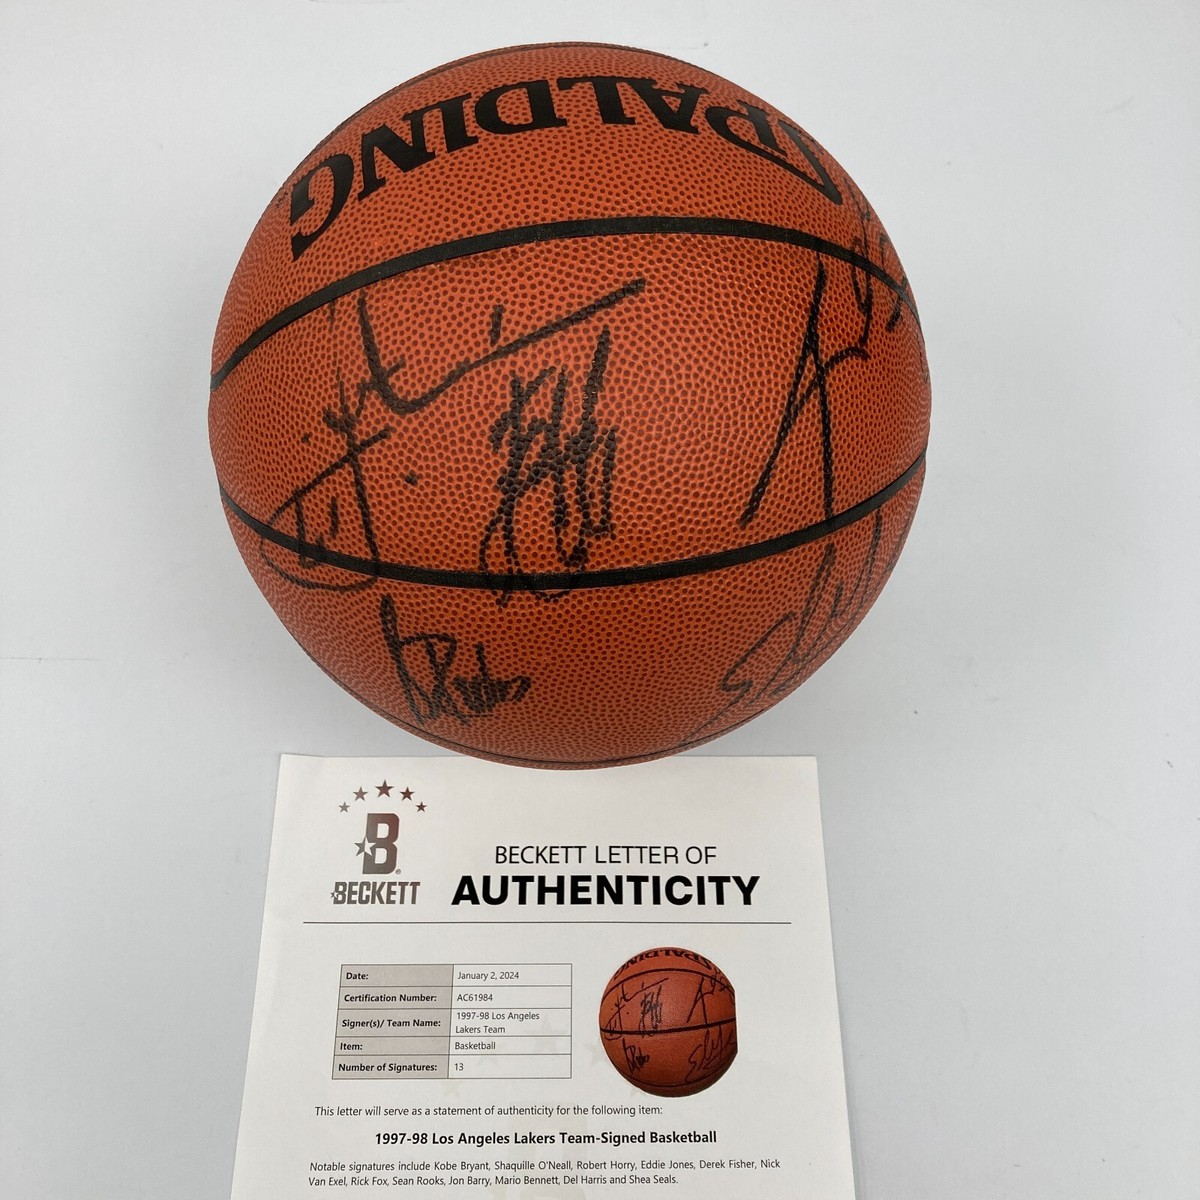 SPALDING
S Rooks
BECKETT
BECKETT LETTER OF
AUTHENTICITY
Date: January 2, 2024
Certification Number: AC61984
Signer(s)/ Team Name: 1997-98 Los Angeles
Lakers Team
Item: Basketball
Number of Signatures: 13
SPALDING
This letter will serve as a statement of authenticity for the following item:
1997-98 Los Angeles Lakers Team-Signed Basketball
Notable signatures include Kobe Bryant, Shaquille O'Neall, Robert Horry, Eddie Jones, Derek Fisher, Nick
Van Exel, Rick Fox, Sean Rooks, Jon Barry, Mario Bennett, Del Harris and Shea Seals.